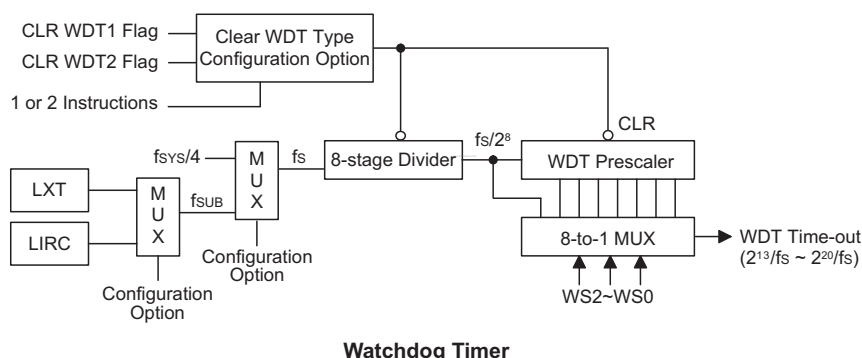 CLR WDT1 Flag
CLR WDT2 Flag
1 or 2 Instructions
Clear WDT Type
Configuration Option
CLR
fSYS/4
fS
8-stage Divider
fS/2⁸
WDT Prescaler
LXT
LIRC
M
U
X
fSUB
M
U
X
Configuration
Option
Configuration
Option
8-to-1 MUX
WDT Time-out
(2¹³/fS ~ 2²⁰/fS)
WS2~WS0
Watchdog Timer